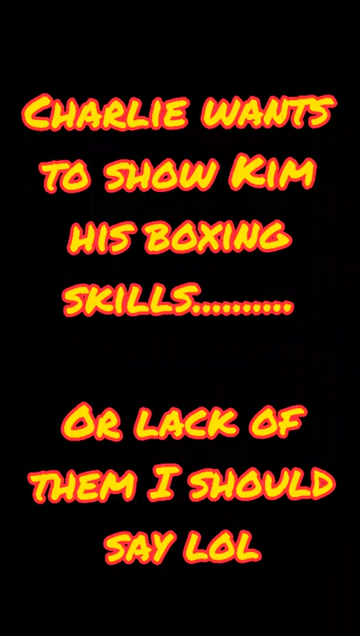 Charlie wants
to show Kim
his boxing
skills..........
Or lack of
them I should
say lol